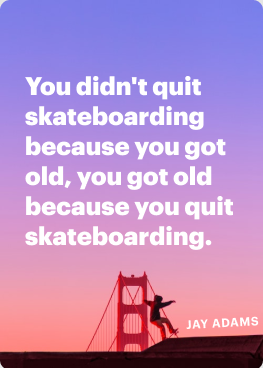 You didn't quit
skateboarding
because you got
old, you got old
because you quit
skateboarding.
JAY ADAMS